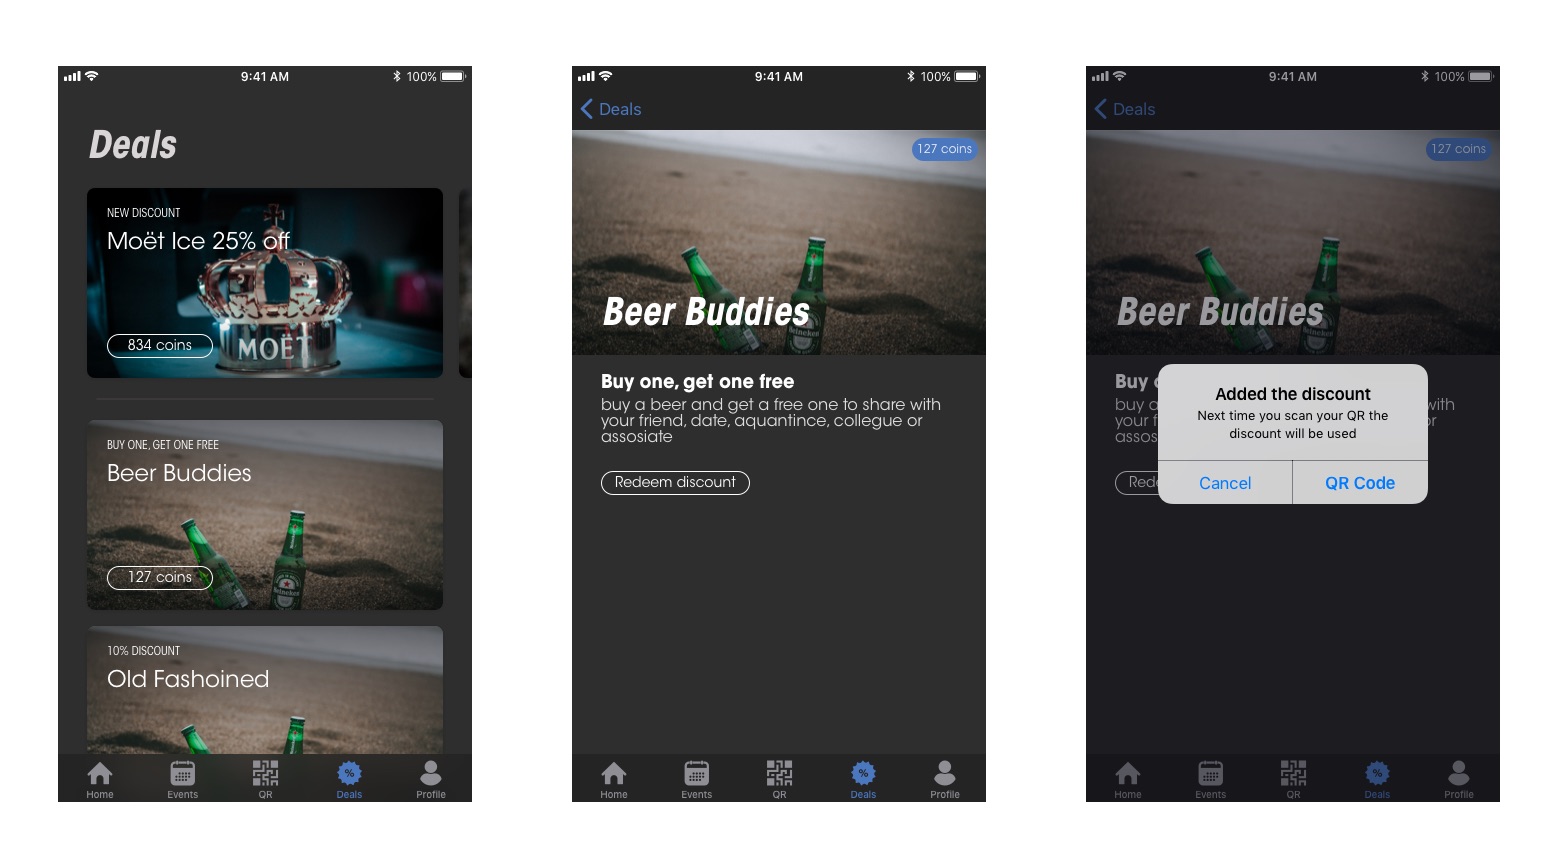 9:41 AM
100%
Deals
NEW DISCOUNT
Moët Ice 25% off
834 coins
MOËT
BUY ONE, GET ONE FREE
Beer Buddies
127 coins
Heineken
10% DISCOUNT
Old Fashoined
Home
Events
QR
%
Deals
Profile
9:41 AM
100%
Deals
127 coins
Beer Buddies
Heineken
Buy one, get one free
buy a beer and get a free one to share with
your friend, date, aquantince, collegue or
assosiate
Redeem discount
Home
Events
QR
%
Deals
Profile
9:41 AM
100%
Deals
127 coins
Beer Buddies
Heineken
Buy o
buy a
with
your f
or
assos
Rede
Added the discount
Next time you scan your QR the
discount will be used
Cancel
QR Code
Home
Events
QR
%
Deals
Profile